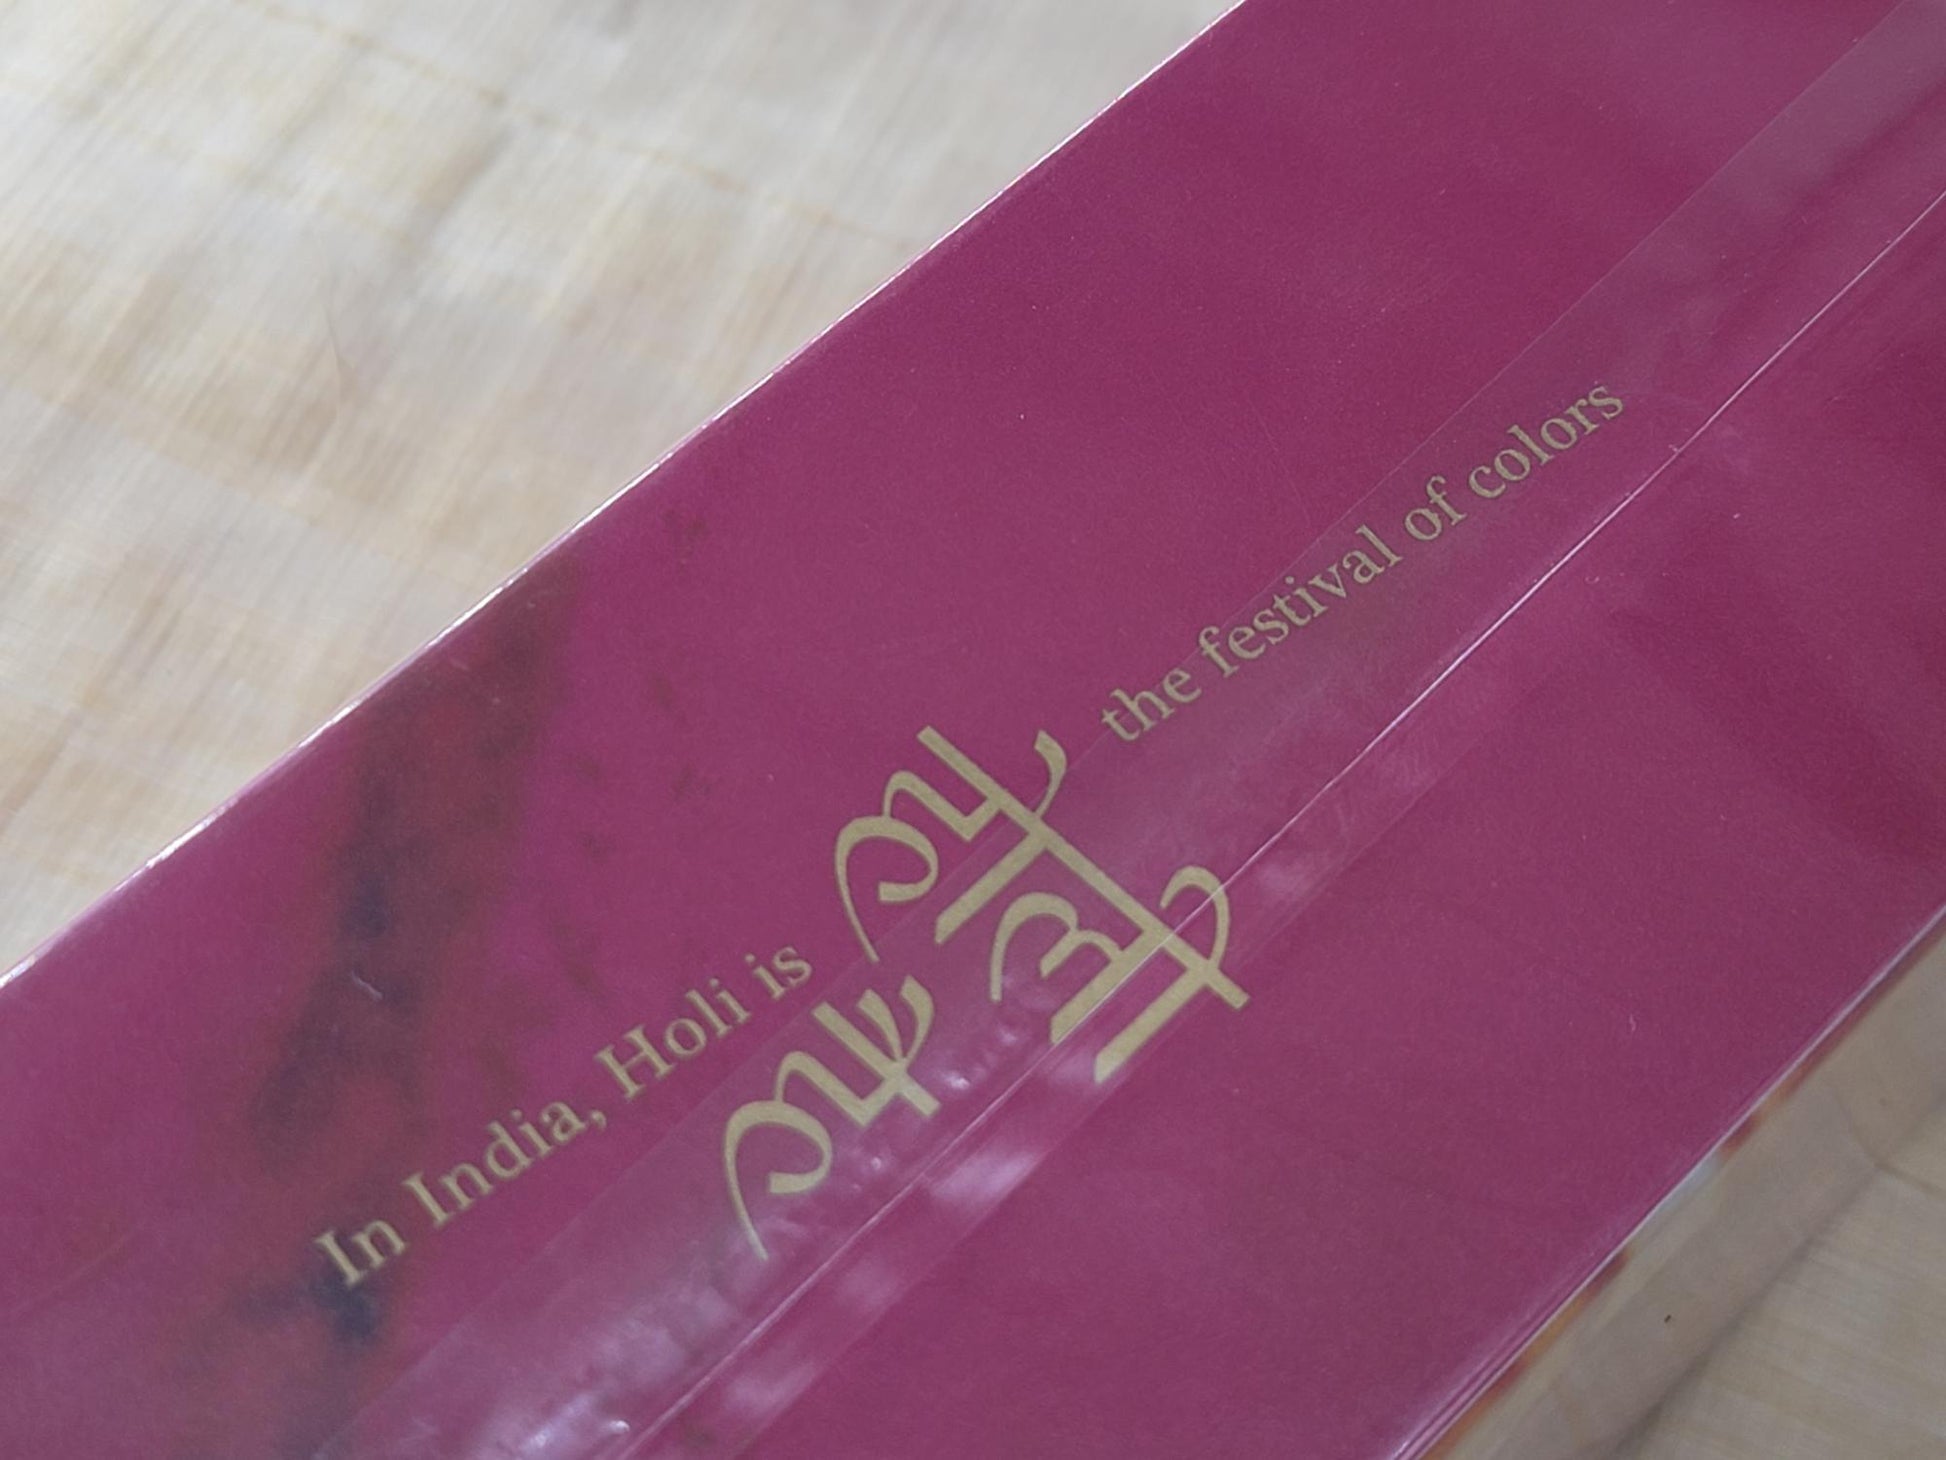 In India, Holi is
होली
है
the festival of colors